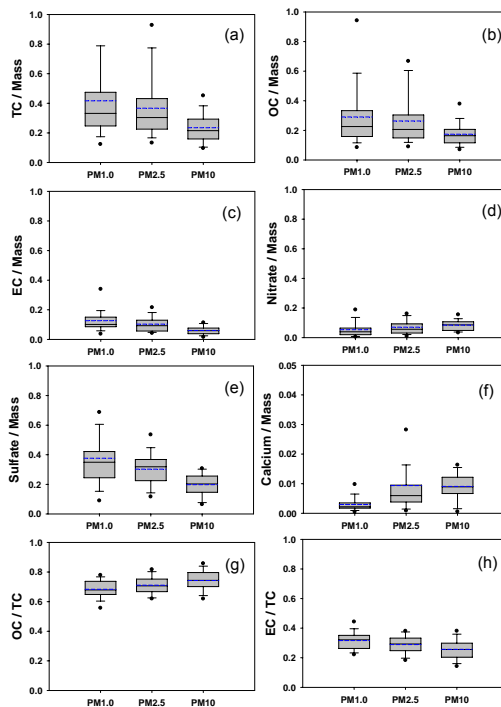 TC / Mass
1.0
0.8
0.6
0.4
0.2
0.0
(a)
PM1.0 PM2.5 PM10
OC / Mass
1.0
0.8
0.6
0.4
0.2
0.0
(b)
PM1.0 PM2.5 PM10
EC / Mass
1.0
0.8
0.6
0.4
0.2
0.0
(c)
PM1.0 PM2.5 PM10
Nitrate / Mass
1.0
0.8
0.6
0.4
0.2
0.0
(d)
PM1.0 PM2.5 PM10
Sulfate / Mass
1.0
0.8
0.6
0.4
0.2
0.0
(e)
PM1.0 PM2.5 PM10
Calcium / Mass
0.05
0.04
0.03
0.02
0.01
0.00
(f)
PM1.0 PM2.5 PM10
OC / TC
1.0
0.8
0.6
0.4
0.2
0.0
(g)
PM1.0 PM2.5 PM10
EC / TC
1.0
0.8
0.6
0.4
0.2
0.0
(h)
PM1.0 PM2.5 PM10